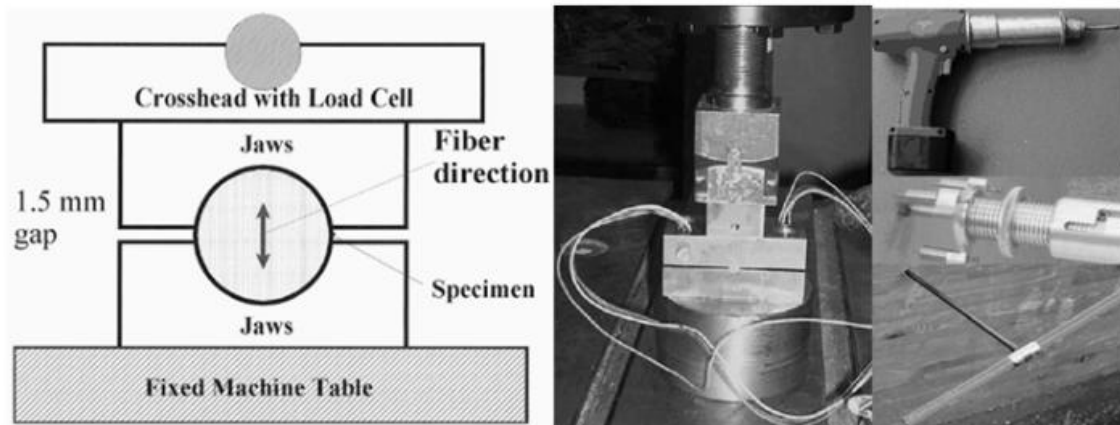 Crosshead with Load Cell
Jaws
Fiber
direction
1.5 mm
gap
Specimen
Jaws
Fixed Machine Table